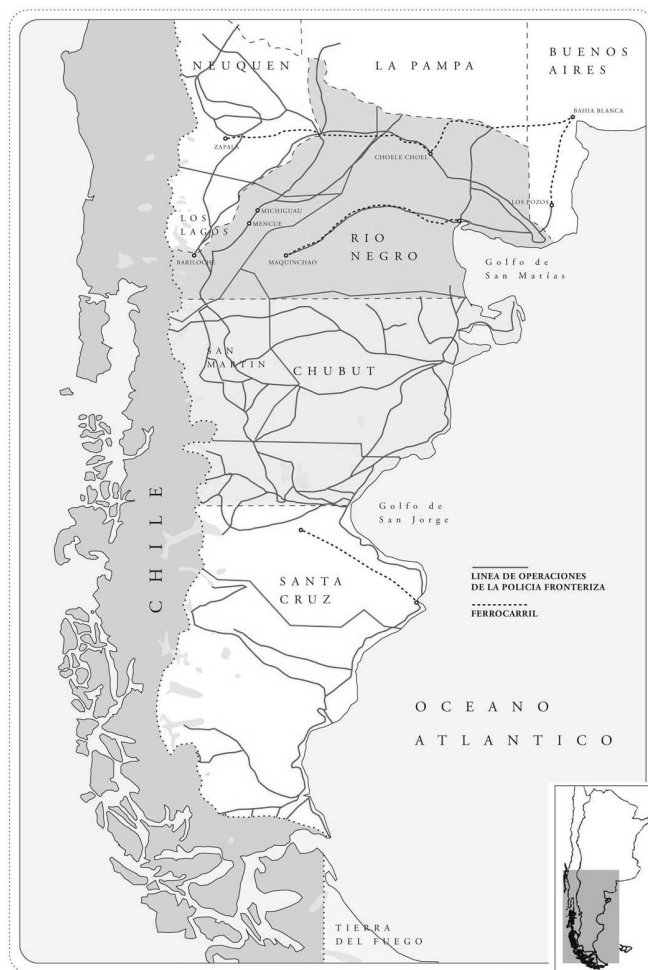 BUENOS
AIRES
NEUQUEN
LA PAMPA
BAHIA BLANCA
ZAPALA
CHOELE CHOEL
LOS POZOS
MICHIGUAU
MENCUE
LOS
LAGOS
RIO
NEGRO
BARILOCHE
MAQUINCHAO
Golfo de
San Matías
SAN
MARTIN
CHUBUT
CHILE
Golfo de
San Jorge
SANTA
CRUZ
LINEA DE OPERACIONES
DE LA POLICIA FRONTERIZA
FERROCARRIL
OCEANO
ATLANTICO
TIERRA
DEL FUEGO